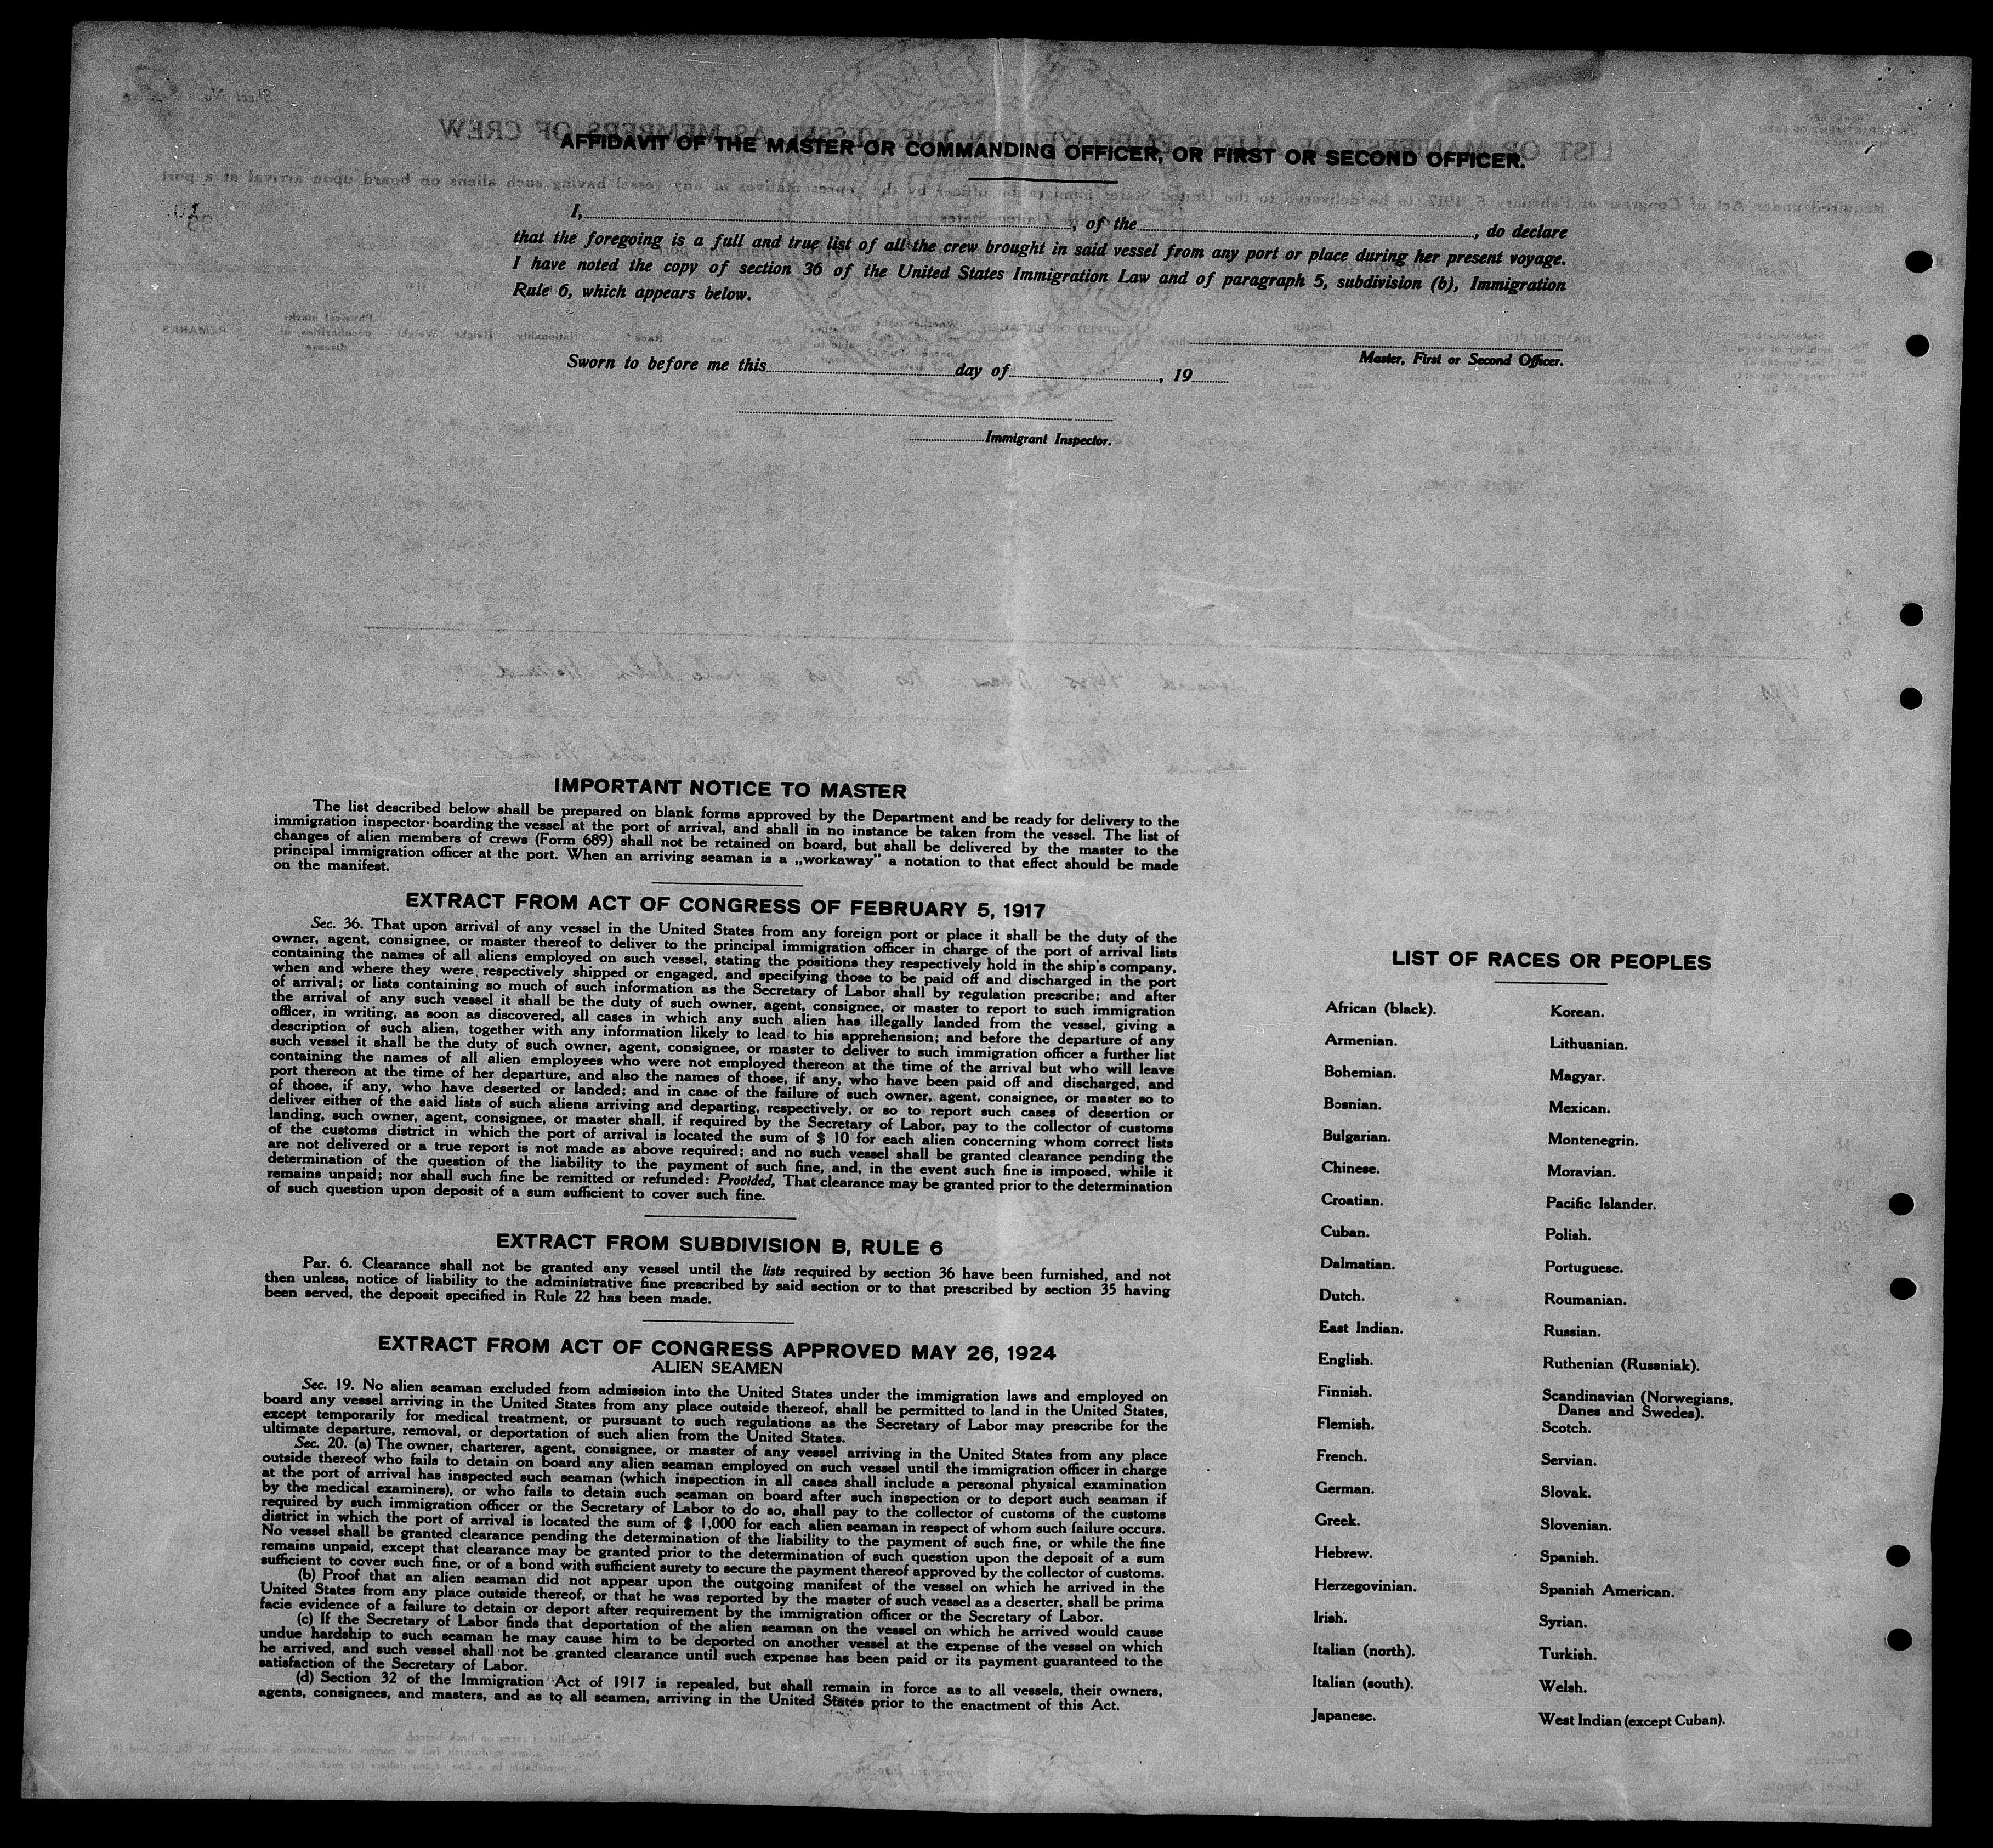 AFFIDAVIT OF THE MASTER OR COMMANDING OFFICER, OR FIRST OR SECOND OFFICER.
I,, of the, do declare
that the foregoing is a full and true list of all the crew brought in said vessel from any port or place during her present voyage.
I have noted the copy of section 36 of the United States Immigration Law and of paragraph 5, subdivision (b), Immigration
Rule 6, which appears below.
Master, First or Second Officer.
Sworn to before me this day of, 19
Immigrant Inspector.
IMPORTANT NOTICE TO MASTER
The list described below shall be prepared on blank forms approved by the Department and be ready for delivery to the
immigration inspector boarding the vessel at the port of arrival, and shall in no instance be taken from the vessel. The list of
changes of alien members of crews (Form 689) shall not be retained on board, but shall be delivered by the master to the
principal immigration officer at the port. When an arriving seaman is a „workaway" a notation to that effect should be made
on the manifest.
EXTRACT FROM ACT OF CONGRESS OF FEBRUARY 5, 1917
Sec. 36. That upon arrival of any vessel in the United States from any foreign port or place it shall be the duty of the
owner, agent, consignee, or master thereof to deliver to the principal immigration officer in charge of the port of arrival lists
containing the names of all aliens employed on such vessel, stating the positions they respectively hold in the ship's company,
when and where they were respectively shipped or engaged, and specifying those to be paid off and discharged in the port
of arrival; or lists containing so much of such information as the Secretary of Labor shall by regulation prescribe; and after
the arrival of any such vessel it shall be the duty of such owner, agent, consignee, or master to report to such immigration
officer, in writing, as soon as discovered, all cases in which any such alien has illegally landed from the vessel, giving a
description of such alien, together with any information likely to lead to his apprehension; and before the departure of any
such vessel it shall be the duty of such owner, agent, consignee, or master to deliver to such immigration officer a further list
containing the names of all alien employees who were not employed thereon at the time of the arrival but who will leave
port thereon at the time of her departure, and also the names of those, if any, who have been paid off and discharged, and
of those, if any, who have deserted or landed; and in case of the failure of such owner, agent, consignee, or master so to
deliver either of the said lists of such aliens arriving and departing, respectively, or so to report such cases of desertion or
landing, such owner, agent, consignee, or master shall, if required by the Secretary of Labor, pay to the collector of customs
of the customs district in which the port of arrival is located the sum of $ 10 for each alien concerning whom correct lists
are not delivered or a true report is not made as above required; and no such vessel shall be granted clearance pending the
determination of the question of the liability to the payment of such fine, and, in the event such fine is imposed, while it
remains unpaid; nor shall such fine be remitted or refunded: Provided, That clearance may be granted prior to the determination
of such question upon deposit of a sum sufficient to cover such fine.
EXTRACT FROM SUBDIVISION B, RULE 6
Par. 6. Clearance shall not be granted any vessel until the lists required by section 36 have been furnished, and not
then unless, notice of liability to the administrative fine prescribed by said section or to that prescribed by section 35 having
been served, the deposit specified in Rule 22 has been made.
EXTRACT FROM ACT OF CONGRESS APPROVED MAY 26, 1924
ALIEN SEAMEN
Sec. 19. No alien seaman excluded from admission into the United States under the immigration laws and employed on
board any vessel arriving in the United States from any place outside thereof, shall be permitted to land in the United States,
except temporarily for medical treatment, or pursuant to such regulations as the Secretary of Labor may prescribe for the
ultimate departure, removal, or deportation of such alien from the United States.
Sec. 20. (a) The owner, charterer, agent, consignee, or master of any vessel arriving in the United States from any place
outside thereof who fails to detain on board any alien seaman employed on such vessel until the immigration officer in charge
at the port of arrival has inspected such seaman (which inspection in all cases shall include a personal physical examination
by the medical examiners), or who fails to detain such seaman on board after such inspection or to deport such seaman if
required by such immigration officer or the Secretary of Labor to do so, shall pay to the collector of customs of the customs
district in which the port of arrival is located the sum of $ 1,000 for each alien seaman in respect of whom such failure occurs.
No vessel shall be granted clearance pending the determination of the liability to the payment of such fine, or while the fine
remains unpaid, except that clearance may be granted prior to the determination of such question upon the deposit of a sum
sufficient to cover such fine, or of a bond with sufficient surety to secure the payment thereof approved by the collector of customs.
(b) Proof that an alien seaman did not appear upon the outgoing manifest of the vessel on which he arrived in the
United States from any place outside thereof, or that he was reported by the master of such vessel as a deserter, shall be prima
facie evidence of a failure to detain or deport after requirement by the immigration officer or the Secretary of Labor.
(c) If the Secretary of Labor finds that deportation of the alien seaman on the vessel on which he arrived would cause
undue hardship to such seaman he may cause him to be deported on another vessel at the expense of the vessel on which
he arrived, and such vessel shall not be granted clearance until such expense has been paid or its payment guaranteed to the
satisfaction of the Secretary of Labor.
(d) Section 32 of the Immigration Act of 1917 is repealed, but shall remain in force as to all vessels, their owners,
agents, consignees, and masters, and as to all seamen, arriving in the United States prior to the enactment of this Act.
LIST OF RACES OR PEOPLES
African (black).
Armenian.
Bohemian.
Bosnian.
Bulgarian.
Chinese.
Croatian.
Cuban.
Dalmatian.
Dutch.
East Indian.
English.
Finnish.
Flemish.
French.
German.
Greek.
Hebrew.
Herzegovinian.
Irish.
Italian (north).
Italian (south).
Japanese.
Korean.
Lithuanian.
Magyar.
Mexican.
Montenegrin.
Moravian.
Pacific Islander.
Polish.
Portuguese.
Roumanian.
Russian.
Ruthenian (Russniak).
Scandinavian (Norwegians,
Danes and Swedes).
Scotch.
Servian.
Slovak.
Slovenian.
Spanish.
Spanish American.
Syrian.
Turkish.
Welsh.
West Indian (except Cuban).